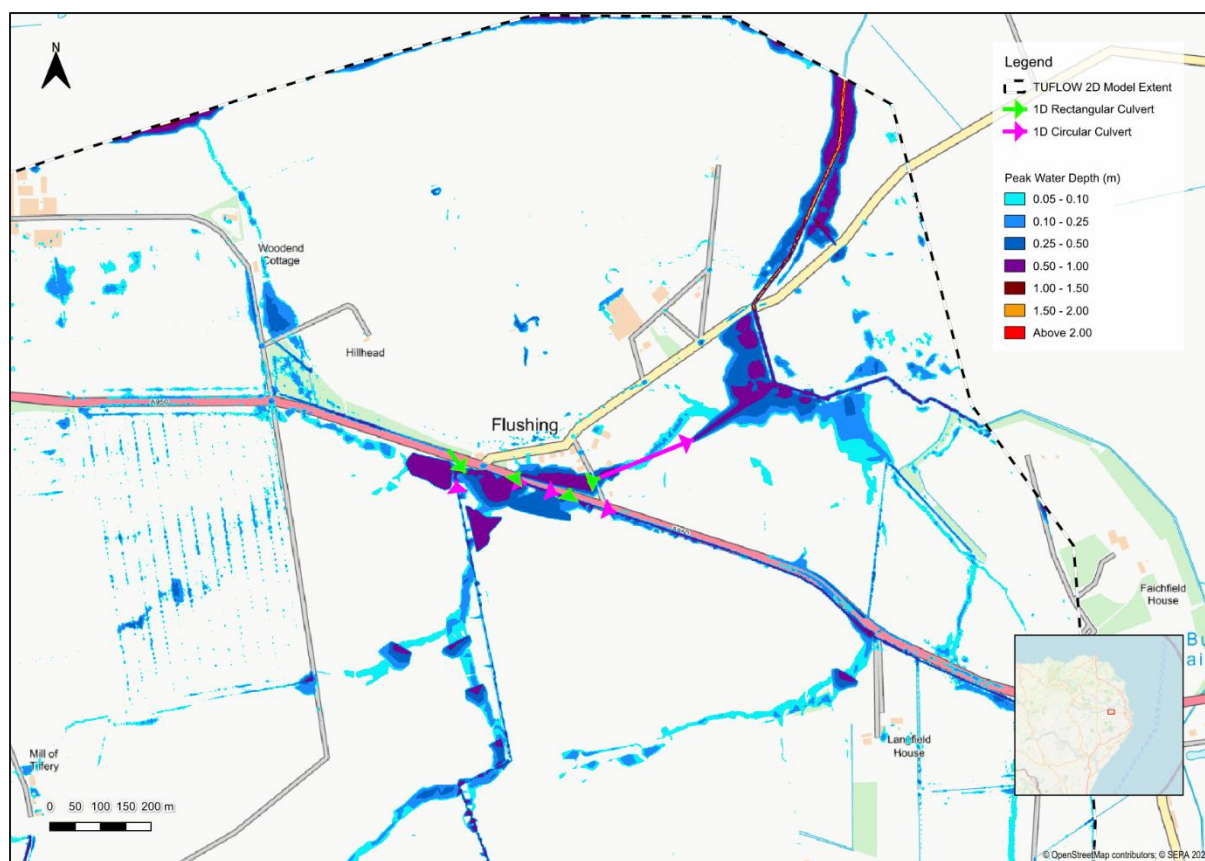 N
Legend
TUFLOW 2D Model Extent
1D Rectangular Culvert
1D Circular Culvert
Peak Water Depth (m)
0.05 - 0.10
0.10 - 0.25
0.25 - 0.50
0.50 - 1.00
1.00 - 1.50
1.50 - 2.00
Above 2.00
Woodend
Cottage
Hillhead
A950
Flushing
A950
Faichfield
House
Bu
ai
Langfield
House
Mill of
Tiffery
0 50 100 150 200 m
© OpenStreetMap contributors; © SEPA 202